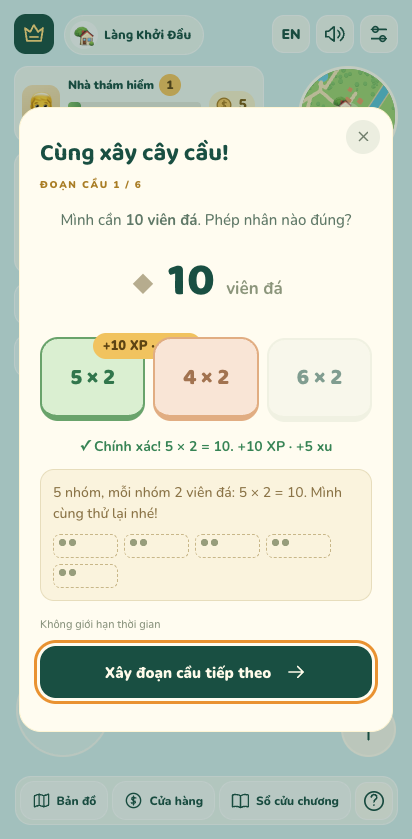 Làng Khởi Đầu
EN
Nhà thám hiểm 1
5
Cùng xây cây cầu!
ĐOẠN CẦU 1 / 6
Mình cần 10 viên đá. Phép nhân nào đúng?
10 viên đá
+10 XP ·
5 × 2
4 × 2
6 × 2
✓ Chính xác! 5 × 2 = 10. +10 XP · +5 xu
5 nhóm, mỗi nhóm 2 viên đá: 5 × 2 = 10. Mình
cùng thử lại nhé!
Không giới hạn thời gian
Xây đoạn cầu tiếp theo →
Bản đồ
Cửa hàng
Sổ cửu chương